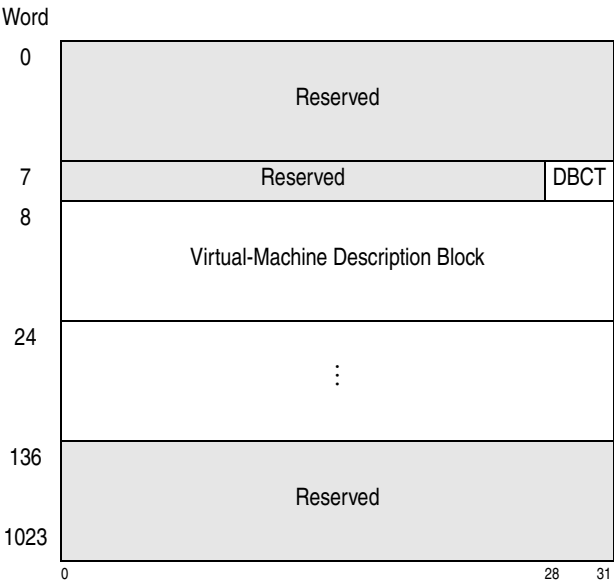 Word
0
Reserved
7 Reserved DBCT
8
Virtual-Machine Description Block
24
⋮
136
Reserved
1023
0 28 31